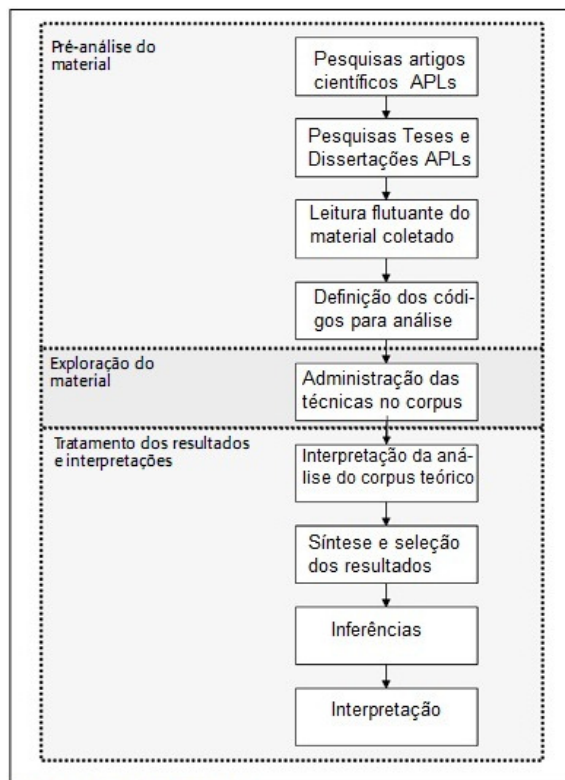 Pré-análise do
material
Pesquisas artigos
científicos APLs
Pesquisas Teses e
Dissertações APLs
Leitura flutuante do
material coletado
Definição dos códi-
gos para análise
Exploração do
material
Administração das
técnicas no corpus
Tratamento dos resultados
e interpretações
Interpretação da aná-
lise do corpus teórico
Síntese e seleção
dos resultados
Inferências
Interpretação